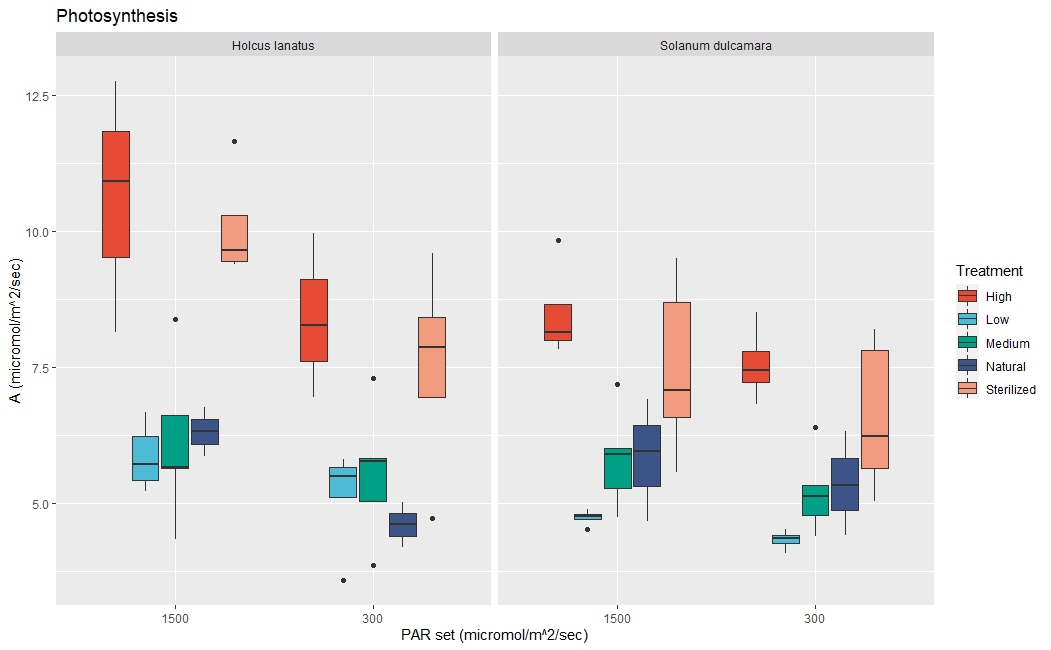 Photosynthesis
Holcus lanatus
Solanum dulcamara
12.5
10.0
7.5
5.0
A (micromol/m^2/sec)
1500
300
1500
300
PAR set (micromol/m^2/sec)
Treatment
High
Low
Medium
Natural
Sterilized